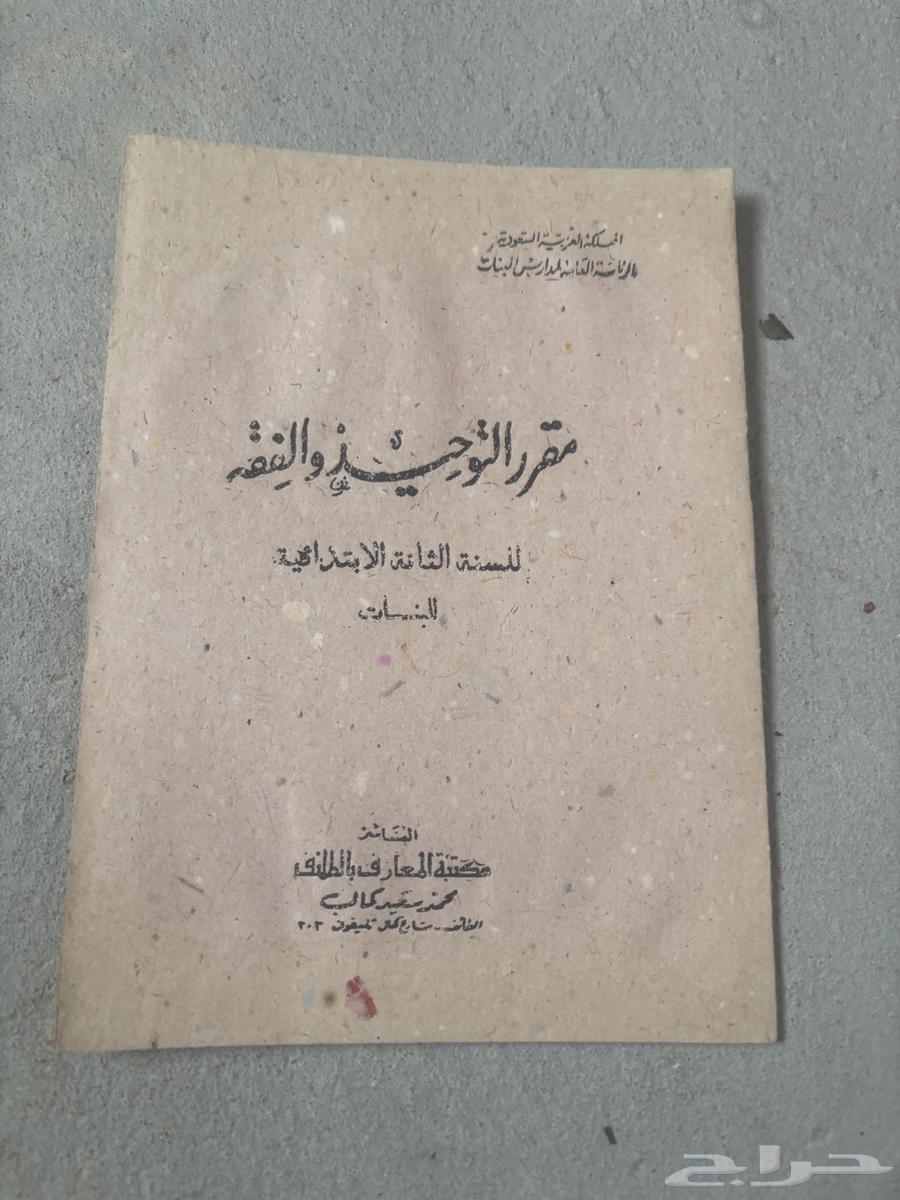 المملكة العربية السعودية
الرئاسة العامة لمدارس البنات
مقرر التوحيد والفقه
للسنة الثانية الابتدائية
للبنات
الناشر
مكتبة المعارف بالطائف
محمد سعيد كمال
الطائف - شارع كمال تليفون ٢٠٣
حراج